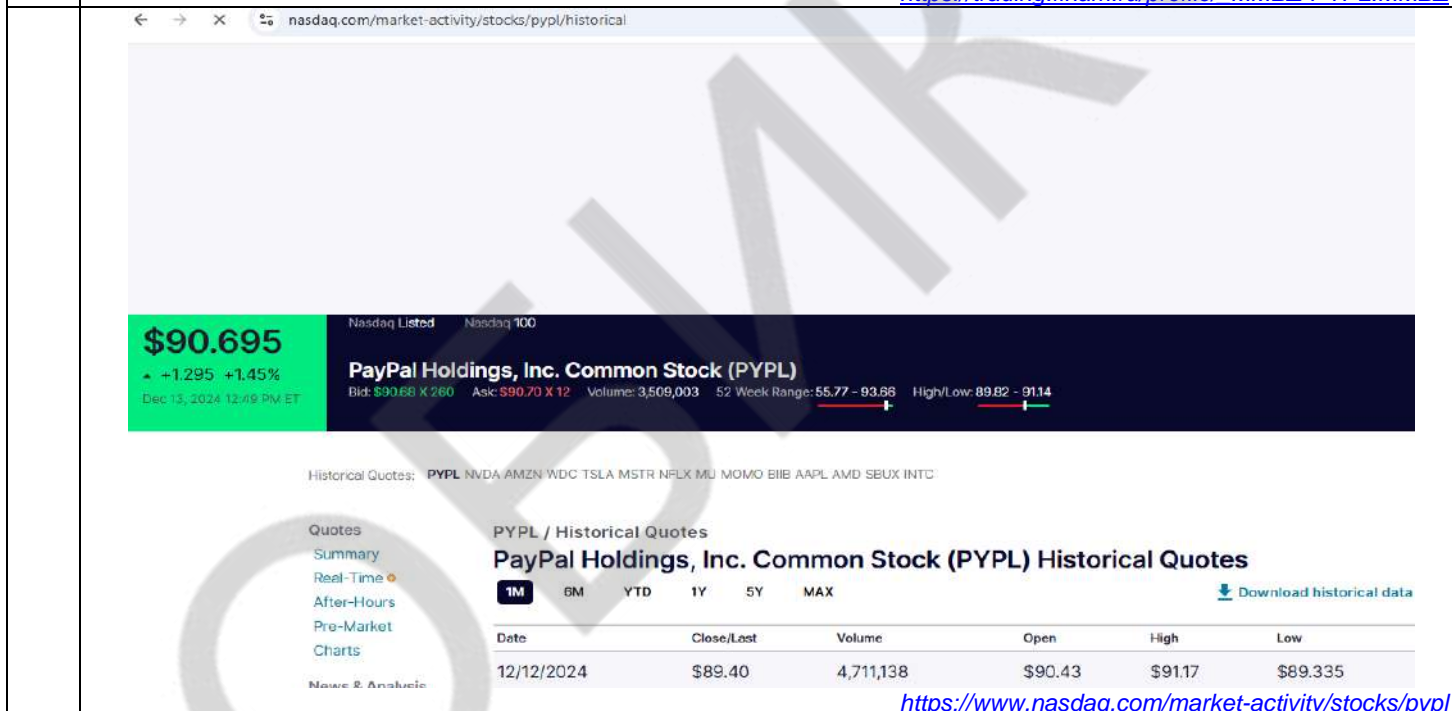 nasdaq.com/market-activity/stocks/pypl/historical
$90.695
Nasdaq Listed Nasdaq 100
+1.295 +1.45%
PayPal Holdings, Inc. Common Stock (PYPL)
Dec 13, 2024 12:49 PM ET
Bid: $90.68 X 260 Ask: $90.70 X 12 Volume: 3,509,003 52 Week Range: 55.77 - 93.66 High/Low: 89.82 - 91.14
Historical Quotes: PYPL NVDA AMZN WDC TSLA MSTR NFLX MU MOMO BIIB AAPL AMD SBUX INTC
Quotes
Summary
Real-Time
After-Hours
Pre-Market
Charts
News & Analysis
PYPL / Historical Quotes
PayPal Holdings, Inc. Common Stock (PYPL) Historical Quotes
1M 6M YTD 1Y 5Y MAX
Download historical data
Date Close/Last Volume Open High Low
12/12/2024 $89.40 4,711,138 $90.43 $91.17 $89.335
https://www.nasdaq.com/market-activity/stocks/pypl
ОБИК